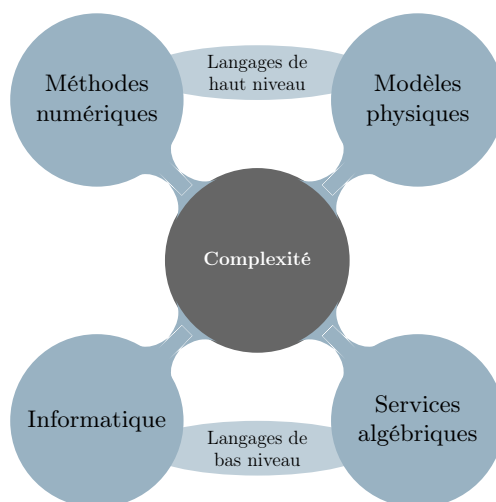 Méthodes
numériques
Langages de
haut niveau
Modèles
physiques
Complexité
Informatique
Langages de
bas niveau
Services
algébriques